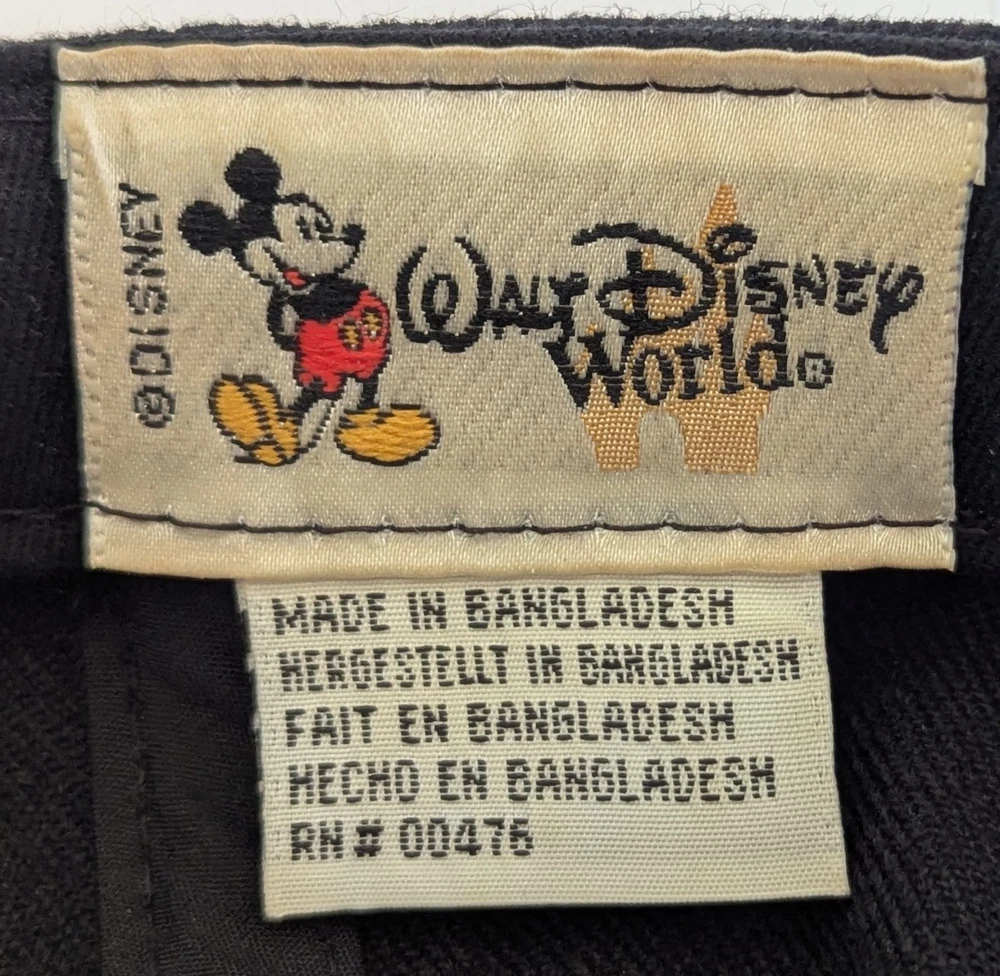 ©DISNEY
WALT DISNEY
World®
MADE IN BANGLADESH
HERGESTELLT IN BANGLADESH
FAIT EN BANGLADESH
HECHO EN BANGLADESH
RN# 00476